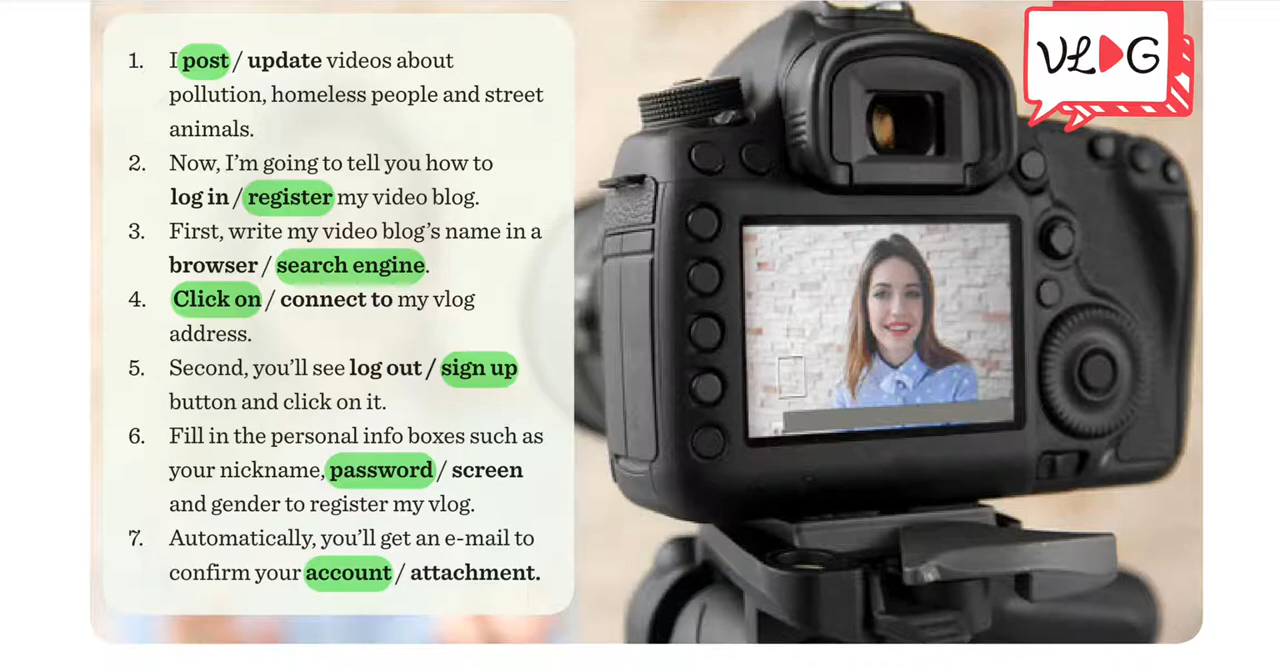 VLOG
1. I post / update videos about
pollution, homeless people and street
animals.
2. Now, I’m going to tell you how to
log in / register my video blog.
3. First, write my video blog’s name in a
browser / search engine.
4. Click on / connect to my vlog
address.
5. Second, you’ll see log out / sign up
button and click on it.
6. Fill in the personal info boxes such as
your nickname, password / screen
and gender to register my vlog.
7. Automatically, you’ll get an e-mail to
confirm your account / attachment.